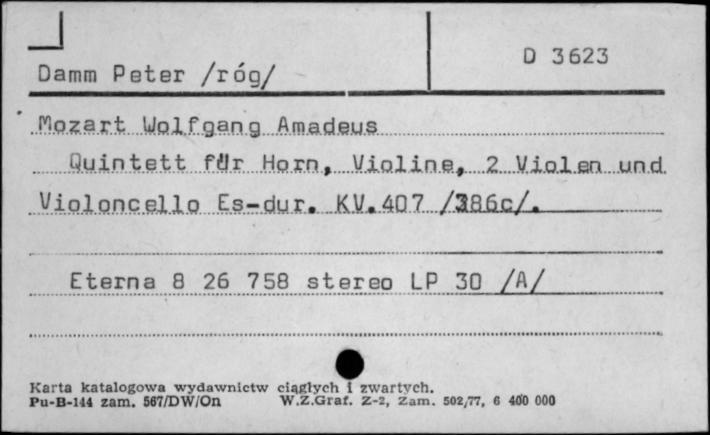 D 3623
Damm Peter /róg/
Mozart Wolfgang Amadeus
Quintett für Horn, Violine, 2 Violen und
Violoncello Es-dur. KV.407 /386c/.
Eterna 8 26 758 stereo LP 30 /A/
Karta katalogowa wydawnictw ciągłych i zwartych.
Pu-B-144 zam. 567/DW/On W.Z.Graf. Z-2, Zam. 502/77, 6 400 000